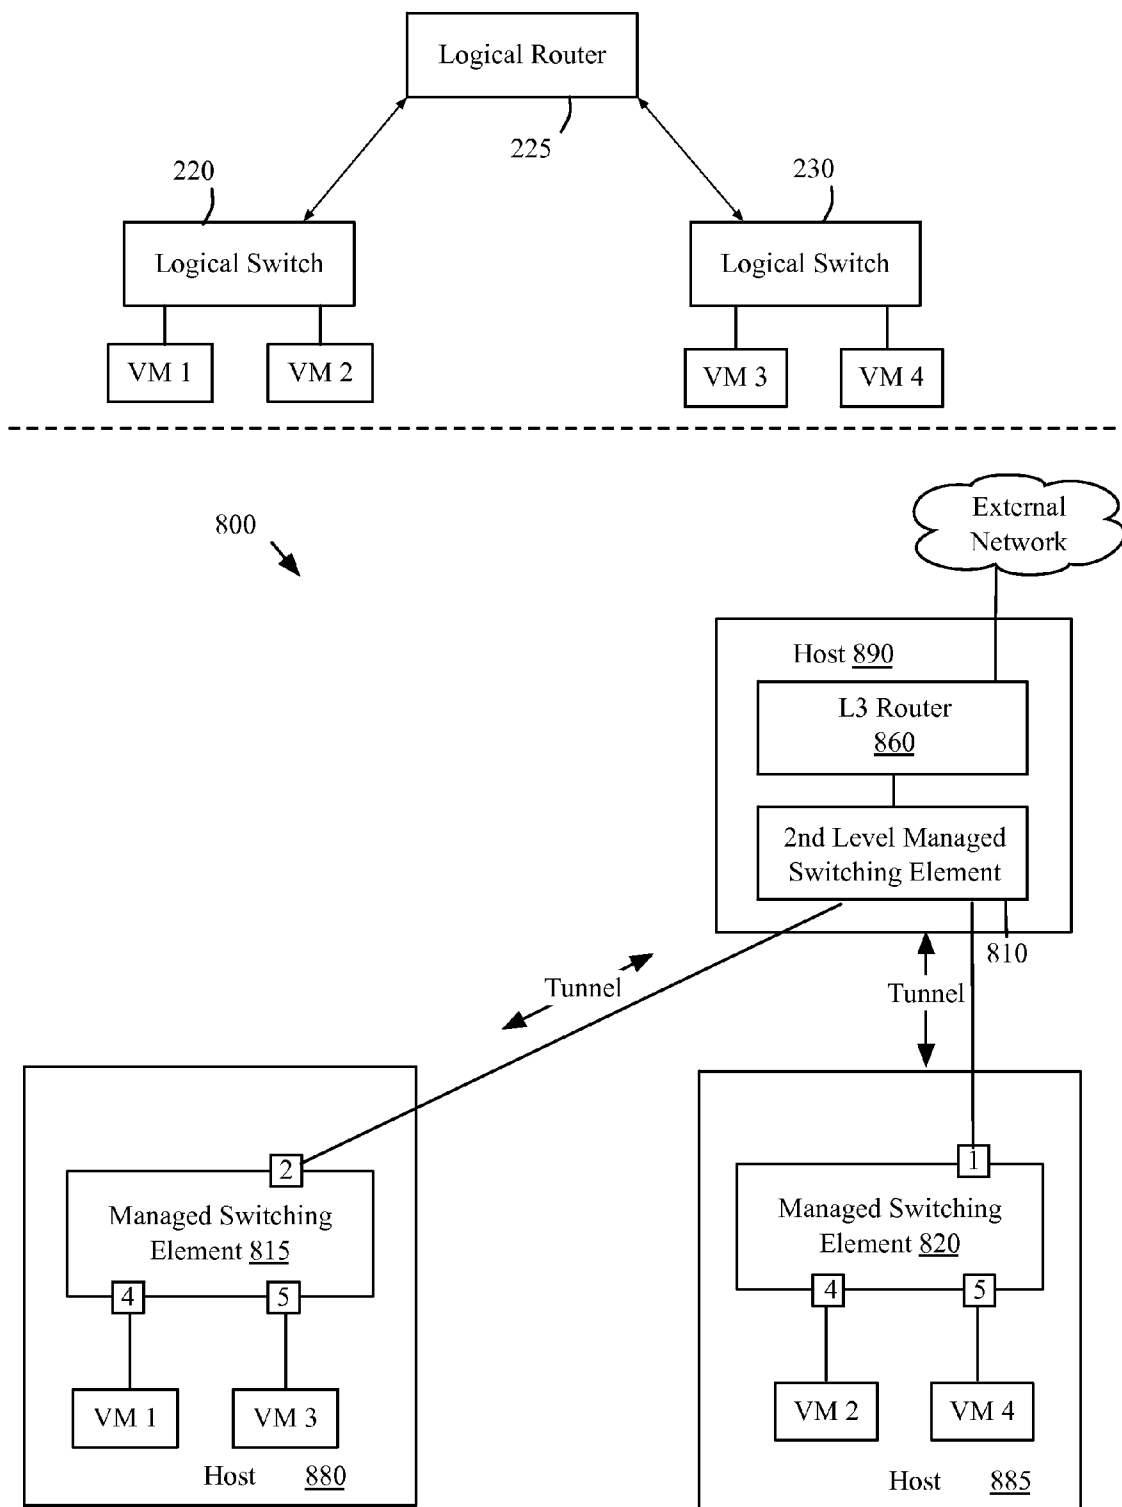 Logical Router
225
220
230
Logical Switch
Logical Switch
VM 1
VM 2
VM 3
VM 4
800
External
Network
Host 890
L3 Router
860
2nd Level Managed
Switching Element
810
Tunnel
Tunnel
2
1
Managed Switching
Element 815
Managed Switching
Element 820
4
5
4
5
VM 1
VM 3
VM 2
VM 4
Host 880
Host 885